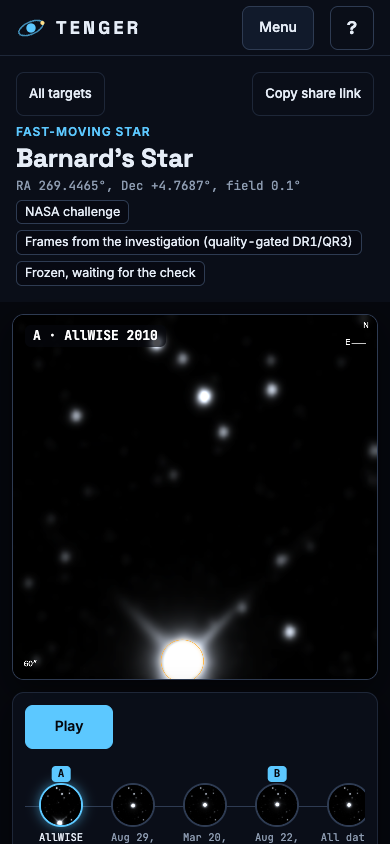 TENGER
Menu
?
All targets
Copy share link
FAST-MOVING STAR
Barnard's Star
RA 269.4465°, Dec +4.7687°, field 0.1°
NASA challenge
Frames from the investigation (quality-gated DR1/QR3)
Frozen, waiting for the check
A · AllWISE 2010
N
E
60″
Play
A
B
AllWISE
Aug 29,
Mar 20,
Aug 22,
All dat